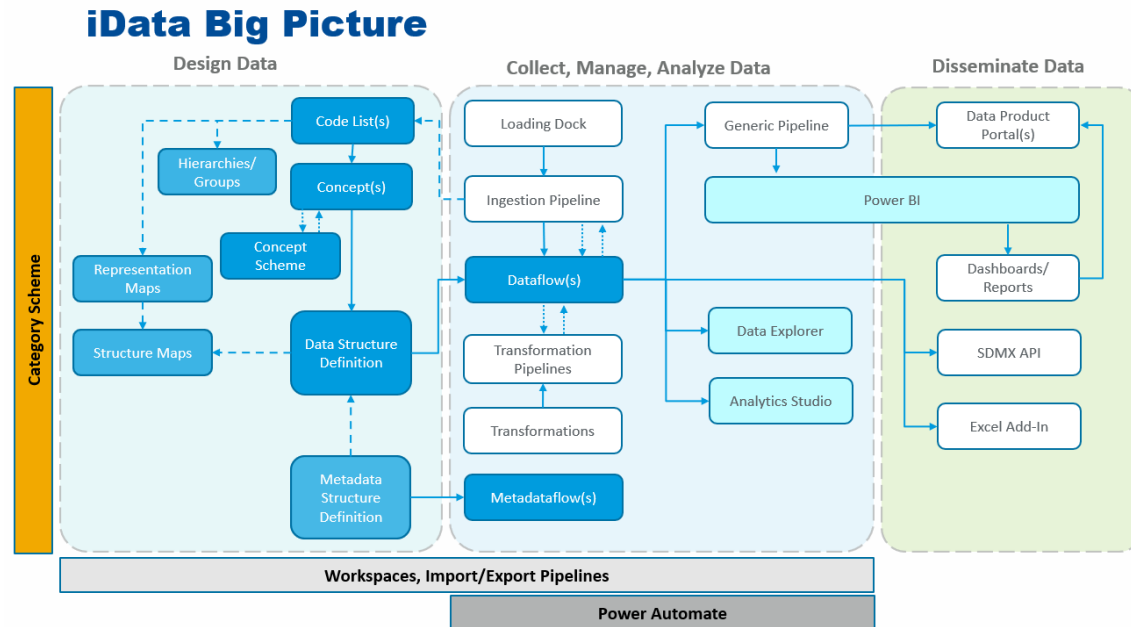 iData Big Picture
Design Data
Collect, Manage, Analyze Data
Disseminate Data
Category Scheme
Code List(s)
Hierarchies/
Groups
Concept(s)
Concept
Scheme
Representation
Maps
Structure Maps
Data Structure
Definition
Metadata
Structure
Definition
Loading Dock
Ingestion Pipeline
Dataflow(s)
Transformation
Pipelines
Transformations
Metadataflow(s)
Generic Pipeline
Power BI
Data Explorer
Analytics Studio
Data Product
Portal(s)
Dashboards/
Reports
SDMX API
Excel Add-In
Workspaces, Import/Export Pipelines
Power Automate